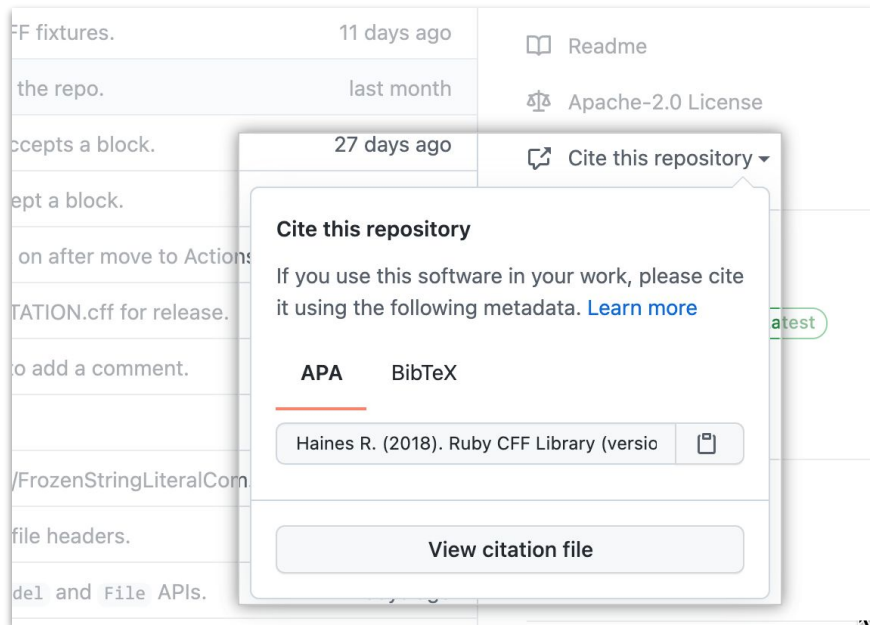 FF fixtures. 11 days ago
the repo. last month
ccepts a block. 27 days ago
ept a block.
on after move to Actions
TATION.cff for release.
to add a comment.
/FrozenStringLiteralCom
file headers.
del and File APIs.
Readme
Apache-2.0 License
Cite this repository
Cite this repository
If you use this software in your work, please cite
it using the following metadata. Learn more
APA BibTeX
Haines R. (2018). Ruby CFF Library (versio
View citation file
atest